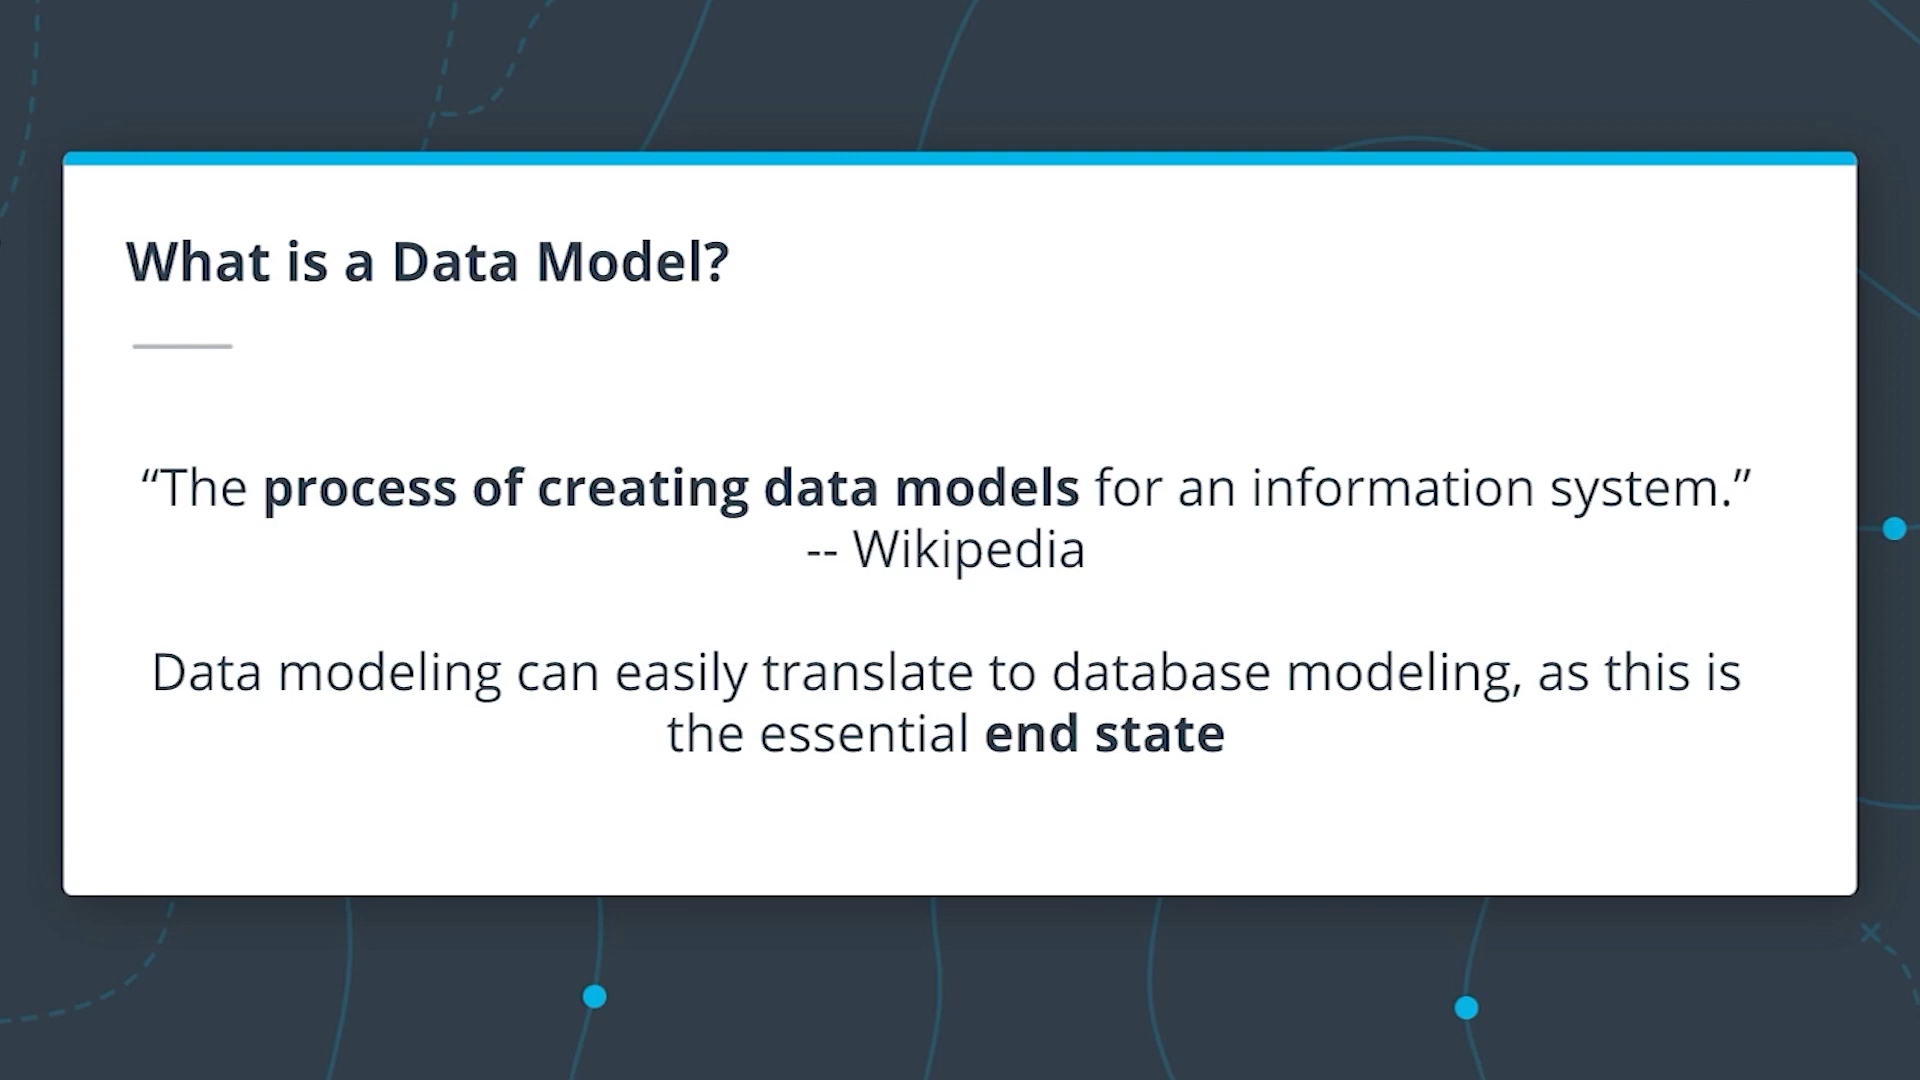 What is a Data Model?
“The process of creating data models for an information system.”
-- Wikipedia
Data modeling can easily translate to database modeling, as this is
the essential end state